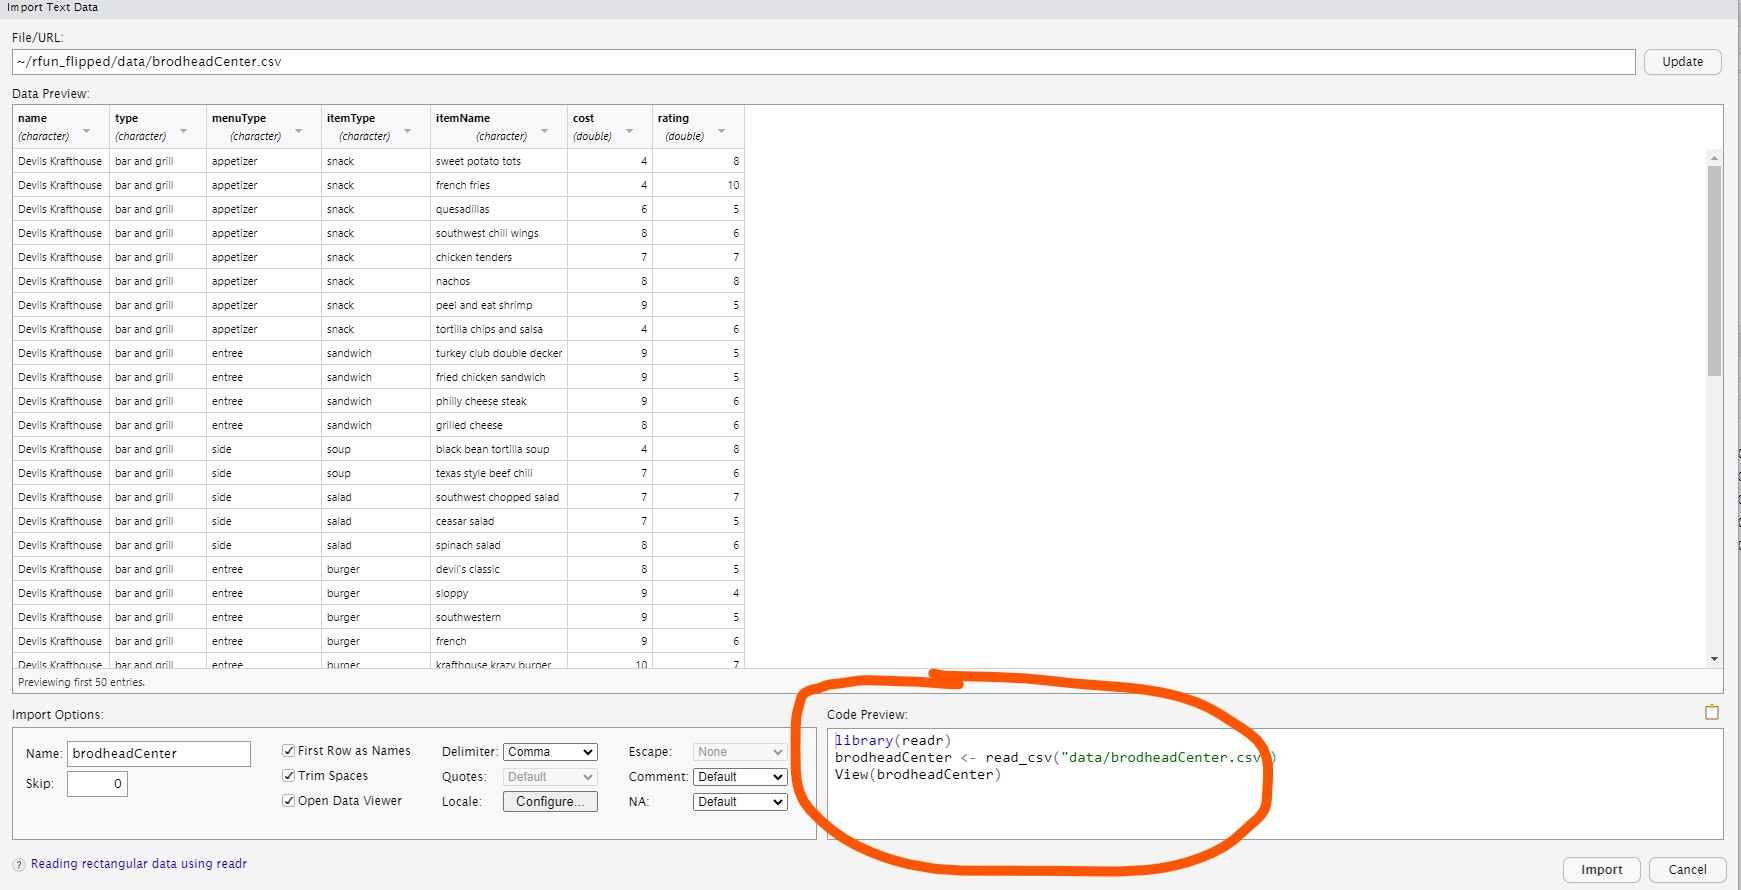 Import Text Data
File/URL:
~/rfun_flipped/data/brodheadCenter.csv
Update
Data Preview:
name type menuType itemType itemName cost rating
(character) (character) (character) (character) (character) (double) (double)
Devils Krafthouse bar and grill appetizer snack sweet potato tots 4 8
Devils Krafthouse bar and grill appetizer snack french fries 4 10
Devils Krafthouse bar and grill appetizer snack quesadillas 6 5
Devils Krafthouse bar and grill appetizer snack southwest chili wings 8 6
Devils Krafthouse bar and grill appetizer snack chicken tenders 7 7
Devils Krafthouse bar and grill appetizer snack nachos 8 8
Devils Krafthouse bar and grill appetizer snack peel and eat shrimp 9 5
Devils Krafthouse bar and grill appetizer snack tortilla chips and salsa 4 6
Devils Krafthouse bar and grill entree sandwich turkey club double decker 9 5
Devils Krafthouse bar and grill entree sandwich fried chicken sandwich 9 5
Devils Krafthouse bar and grill entree sandwich philly cheese steak 9 6
Devils Krafthouse bar and grill entree sandwich grilled cheese 8 6
Devils Krafthouse bar and grill side soup black bean tortilla soup 4 8
Devils Krafthouse bar and grill side soup texas style beef chili 7 6
Devils Krafthouse bar and grill side salad southwest chopped salad 7 7
Devils Krafthouse bar and grill side salad ceasar salad 7 5
Devils Krafthouse bar and grill side salad spinach salad 8 6
Devils Krafthouse bar and grill entree burger devil's classic 8 5
Devils Krafthouse bar and grill entree burger sloppy 9 4
Devils Krafthouse bar and grill entree burger southwestern 9 5
Devils Krafthouse bar and grill entree burger french 9 6
Devils Krafthouse bar and grill entree burger krafthouse krazy burger 10 7
Previewing first 50 entries.
Import Options:
Name: brodheadCenter
Skip: 0
First Row as Names
Trim Spaces
Open Data Viewer
Delimiter: Comma
Quotes: Default
Locale: Configure...
Escape: None
Comment: Default
NA: Default
Code Preview:
library(readr)
brodheadCenter <- read_csv("data/brodheadCenter.csv)
View(brodheadCenter)
? Reading rectangular data using readr
Import
Cancel